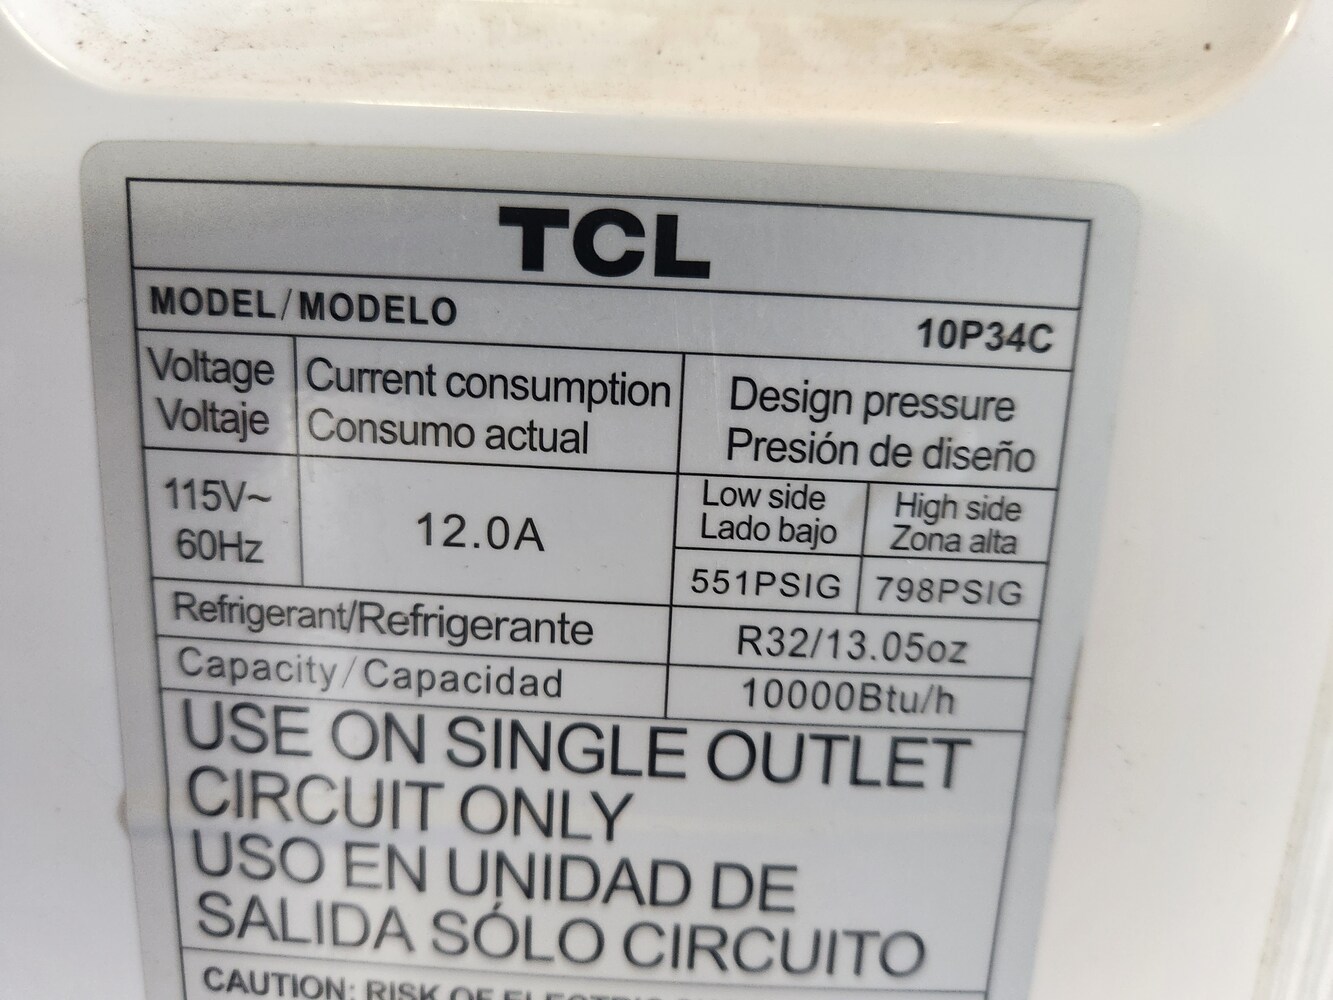 TCL
MODEL/MODELO 10P34C
Voltage
Voltaje
Current consumption
Consumo actual
Design pressure
Presión de diseño
115V~
60Hz
12.0A
Low side
Lado bajo
High side
Zona alta
551PSIG
798PSIG
Refrigerant/Refrigerante R32/13.05oz
Capacity/Capacidad 10000Btu/h
USE ON SINGLE OUTLET
CIRCUIT ONLY
USO EN UNIDAD DE
SALIDA SÓLO CIRCUITO
CAUTION: RISK OF